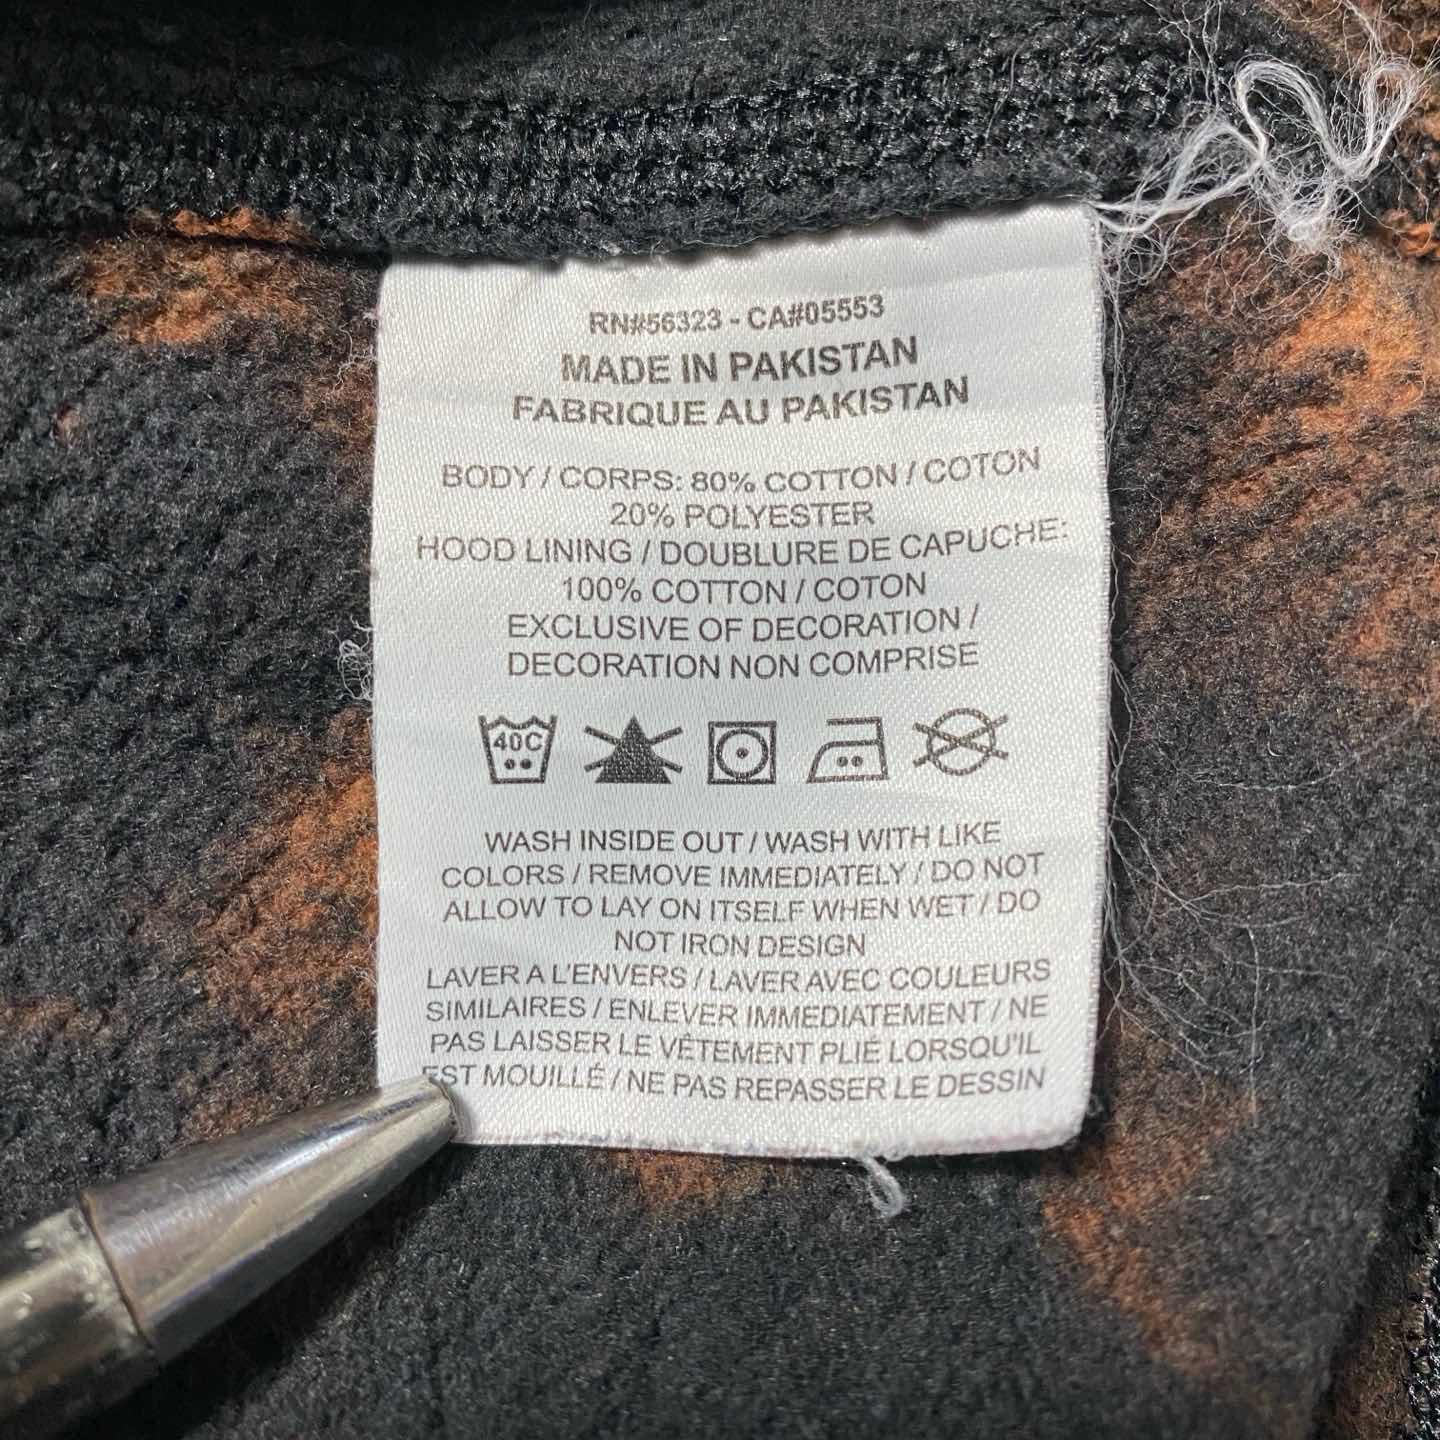 RN#56323 - CA#05553
MADE IN PAKISTAN
FABRIQUE AU PAKISTAN
BODY / CORPS: 80% COTTON / COTON
20% POLYESTER
HOOD LINING / DOUBLURE DE CAPUCHE:
100% COTTON / COTON
EXCLUSIVE OF DECORATION /
DECORATION NON COMPRISE
40C
WASH INSIDE OUT / WASH WITH LIKE
COLORS / REMOVE IMMEDIATELY / DO NOT
ALLOW TO LAY ON ITSELF WHEN WET / DO
NOT IRON DESIGN
LAVER A L'ENVERS / LAVER AVEC COULEURS
SIMILAIRES / ENLEVER IMMEDIATEMENT / NE
PAS LAISSER LE VÊTEMENT PLIÉ LORSQU'IL
EST MOUILLÉ / NE PAS REPASSER LE DESSIN